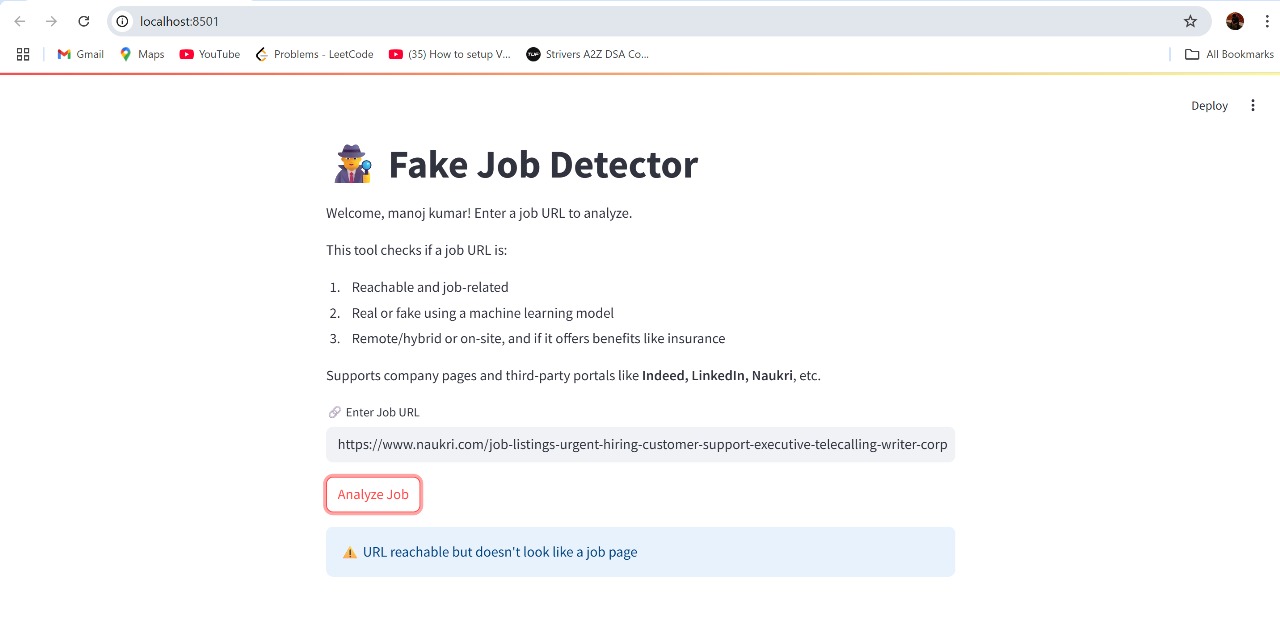 localhost:8501
Gmail Maps YouTube Problems - LeetCode (35) How to setup V... Strivers A2Z DSA Co... All Bookmarks
Deploy
Fake Job Detector
Welcome, manoj kumar! Enter a job URL to analyze.
This tool checks if a job URL is:
1. Reachable and job-related
2. Real or fake using a machine learning model
3. Remote/hybrid or on-site, and if it offers benefits like insurance
Supports company pages and third-party portals like Indeed, LinkedIn, Naukri, etc.
Enter Job URL
https://www.naukri.com/job-listings-urgent-hiring-customer-support-executive-telecalling-writer-corp
Analyze Job
URL reachable but doesn't look like a job page